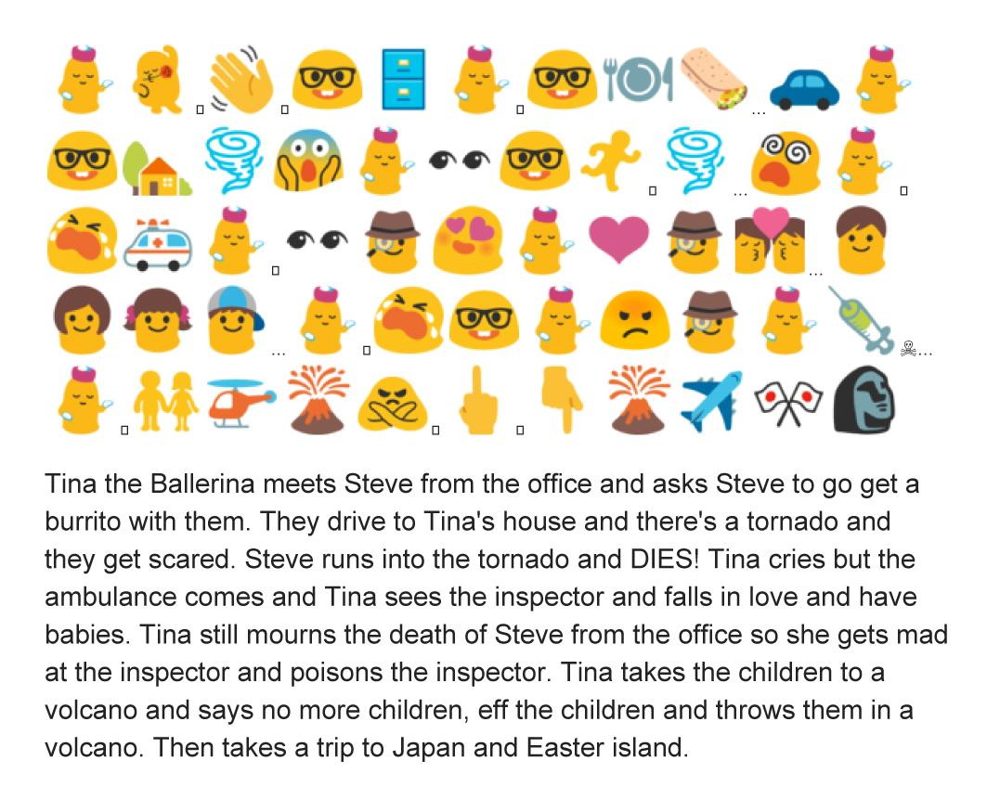 Tina the Ballerina meets Steve from the office and asks Steve to go get a
burrito with them. They drive to Tina's house and there's a tornado and
they get scared. Steve runs into the tornado and DIES! Tina cries but the
ambulance comes and Tina sees the inspector and falls in love and have
babies. Tina still mourns the death of Steve from the office so she gets mad
at the inspector and poisons the inspector. Tina takes the children to a
volcano and says no more children, eff the children and throws them in a
volcano. Then takes a trip to Japan and Easter island.